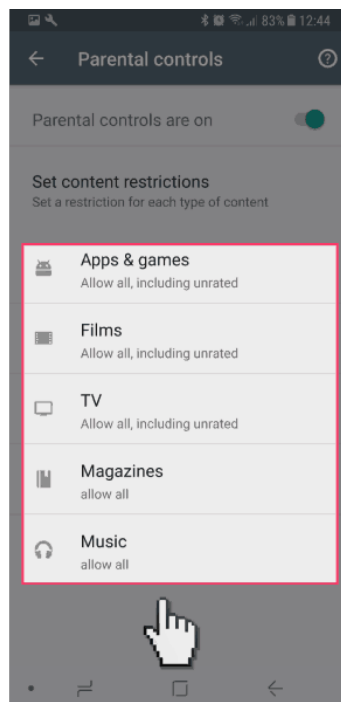 83% 12:44
Parental controls
Parental controls are on
Set content restrictions
Set a restriction for each type of content
Apps & games
Allow all, including unrated
Films
Allow all, including unrated
TV
Allow all, including unrated
Magazines
allow all
Music
allow all